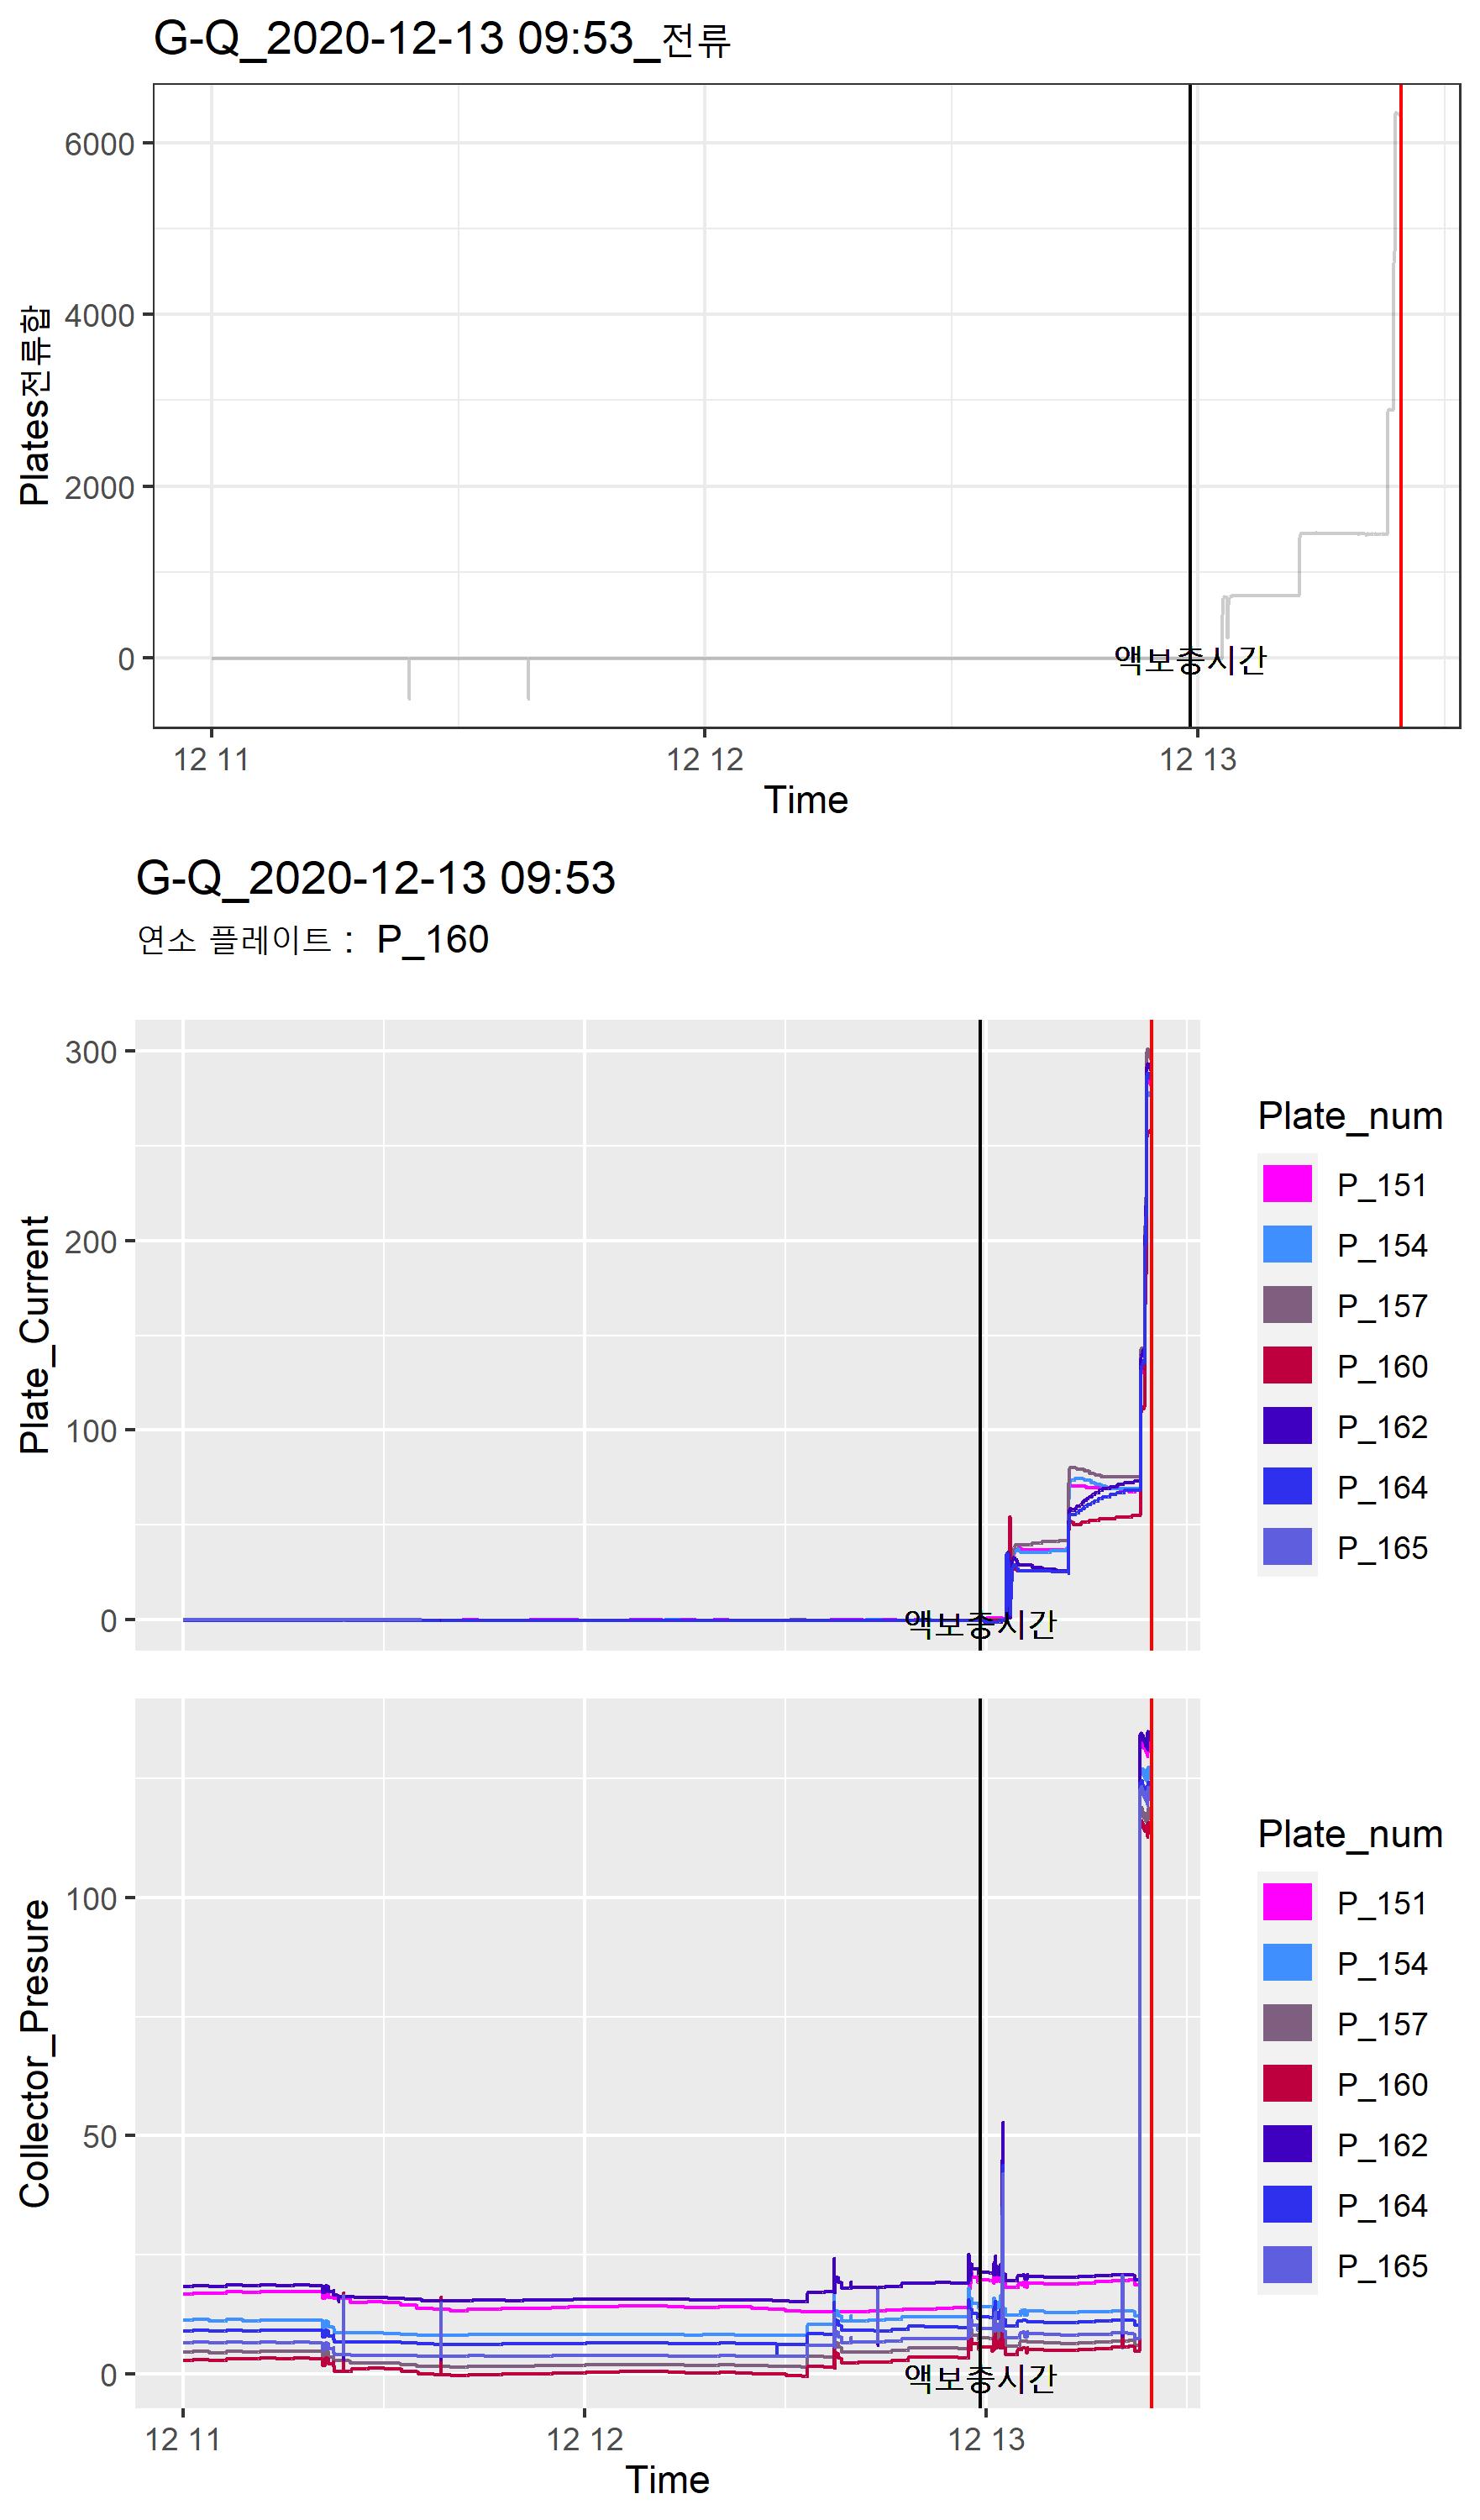 G-Q_2020-12-13 09:53_전류
Plates전류합
6000
4000
2000
0
액보충시간
12 11
12 12
12 13
Time
G-Q_2020-12-13 09:53
연소 플레이트 : P_160
Plate_Current
300
200
100
0
액보충시간
Plate_num
P_151
P_154
P_157
P_160
P_162
P_164
P_165
Collector_Presure
100
50
0
액보충시간
12 11
12 12
12 13
Time
Plate_num
P_151
P_154
P_157
P_160
P_162
P_164
P_165